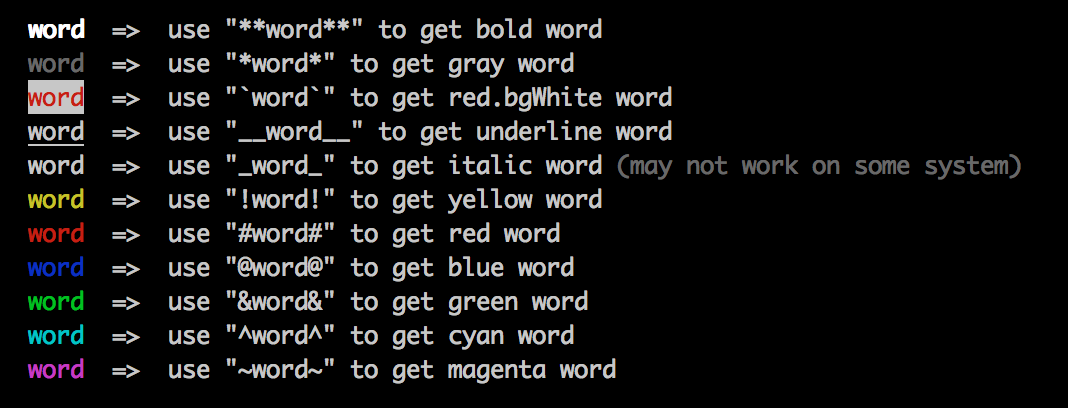 word  =>  use "**word**" to get bold word
word  =>  use "*word*" to get gray word
word  =>  use "`word`" to get red.bgWhite word
word  =>  use "__word__" to get underline word
word  =>  use "_word_" to get italic word (may not work on some system)
word  =>  use "!word!" to get yellow word
word  =>  use "#word#" to get red word
word  =>  use "@word@" to get blue word
word  =>  use "&word&" to get green word
word  =>  use "^word^" to get cyan word
word  =>  use "~word~" to get magenta word